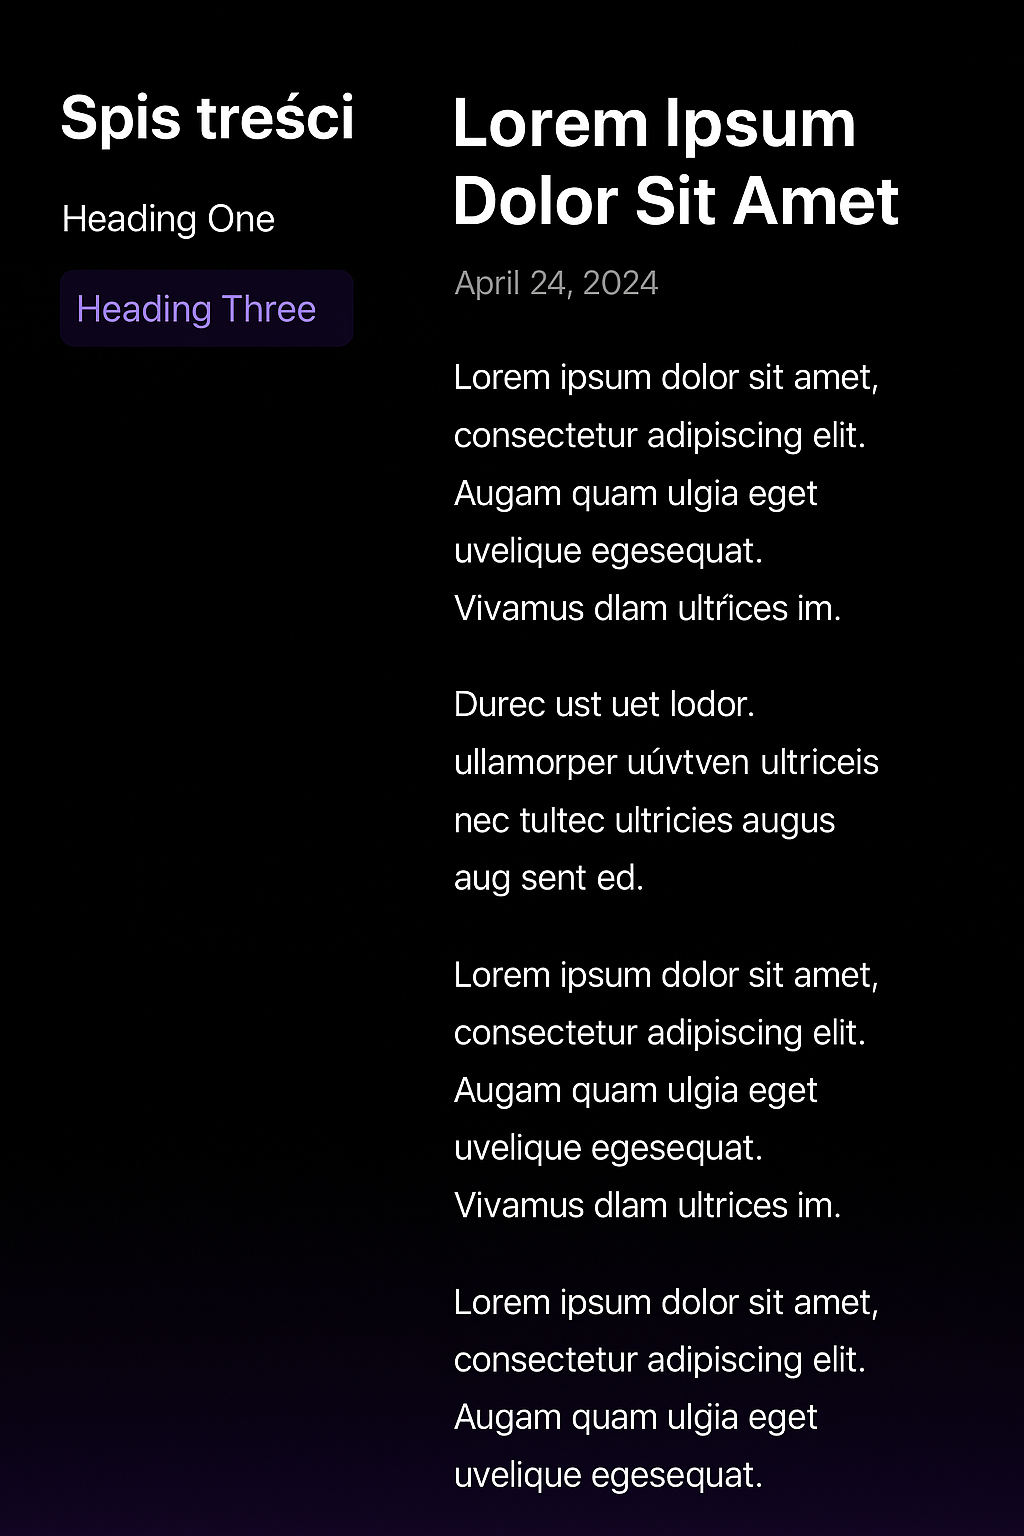 Spis treści
Heading One
Heading Three
Lorem Ipsum
Dolor Sit Amet
April 24, 2024
Lorem ipsum dolor sit amet,
consectetur adipiscing elit.
Augam quam ulgia eget
uvelique egesequat.
Vivamus dlam ultŕices im.
Durec ust uet lodor.
ullamorper uúvtven ultriceis
nec tultec ultricies augus
aug sent ed.
Lorem ipsum dolor sit amet,
consectetur adipiscing elit.
Augam quam ulgia eget
uvelique egesequat.
Vivamus dlam ultrices im.
Lorem ipsum dolor sit amet,
consectetur adipiscing elit.
Augam quam ulġia eget
uvelique egesequat.